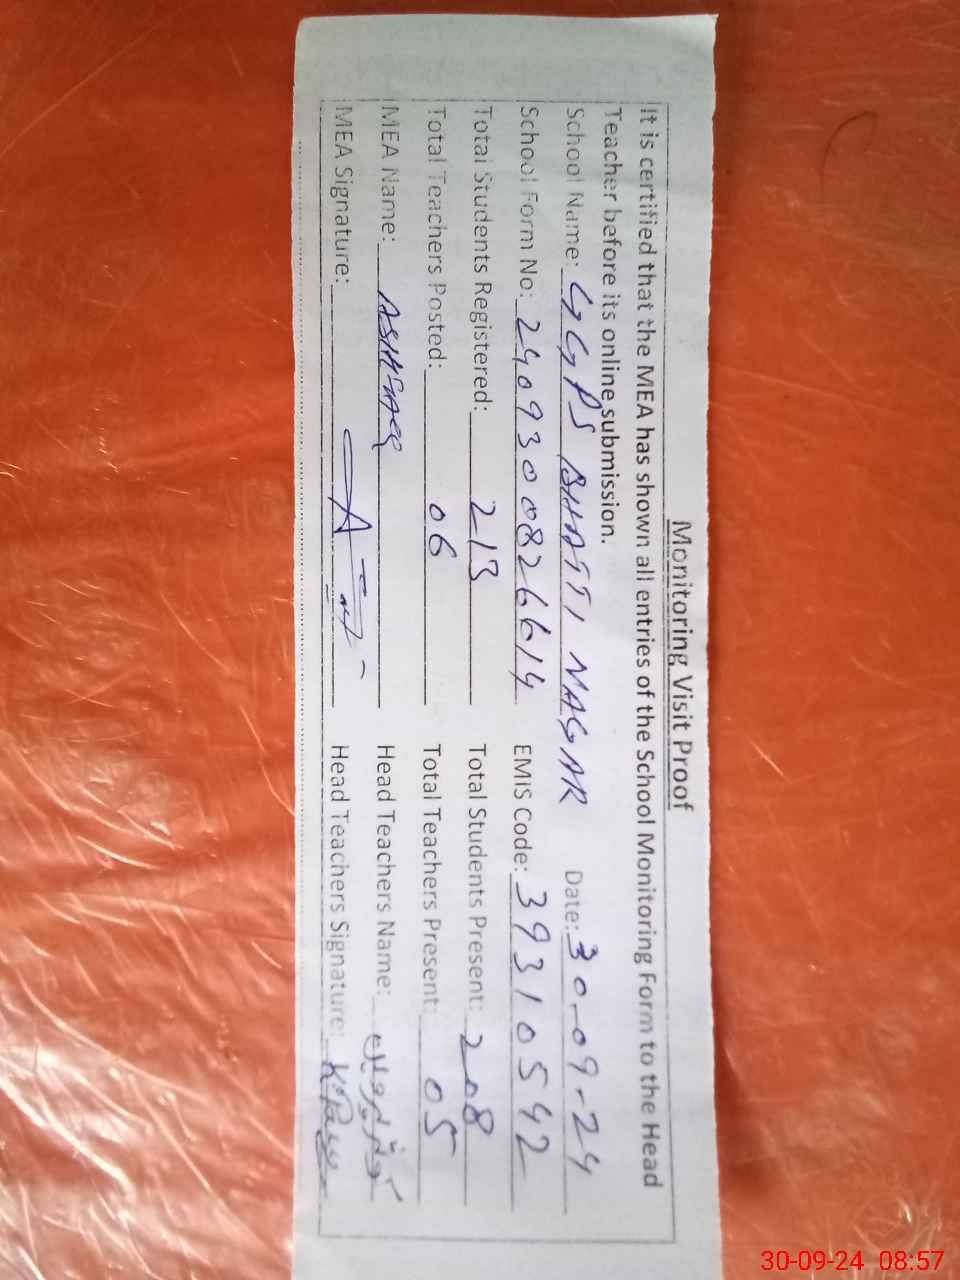 Monitoring Visit Proof
It is certified that the MEA has shown all entries of the School Monitoring Form to the Head
Teacher before its online submission.
School Name: GGPS BHATTI NAGAR Date: 30-09-24
School Form No: 24093008266614 EMIS Code: 39310542
Total Students Registered: 213 Total Students Present: 208
Total Teachers Posted: 06 Total Teachers Present: 05
MEA Name: ASHFAQ Head Teachers Name: کوثر پروین
MEA Signature: Head Teachers Signature:
30-09-24 08:57